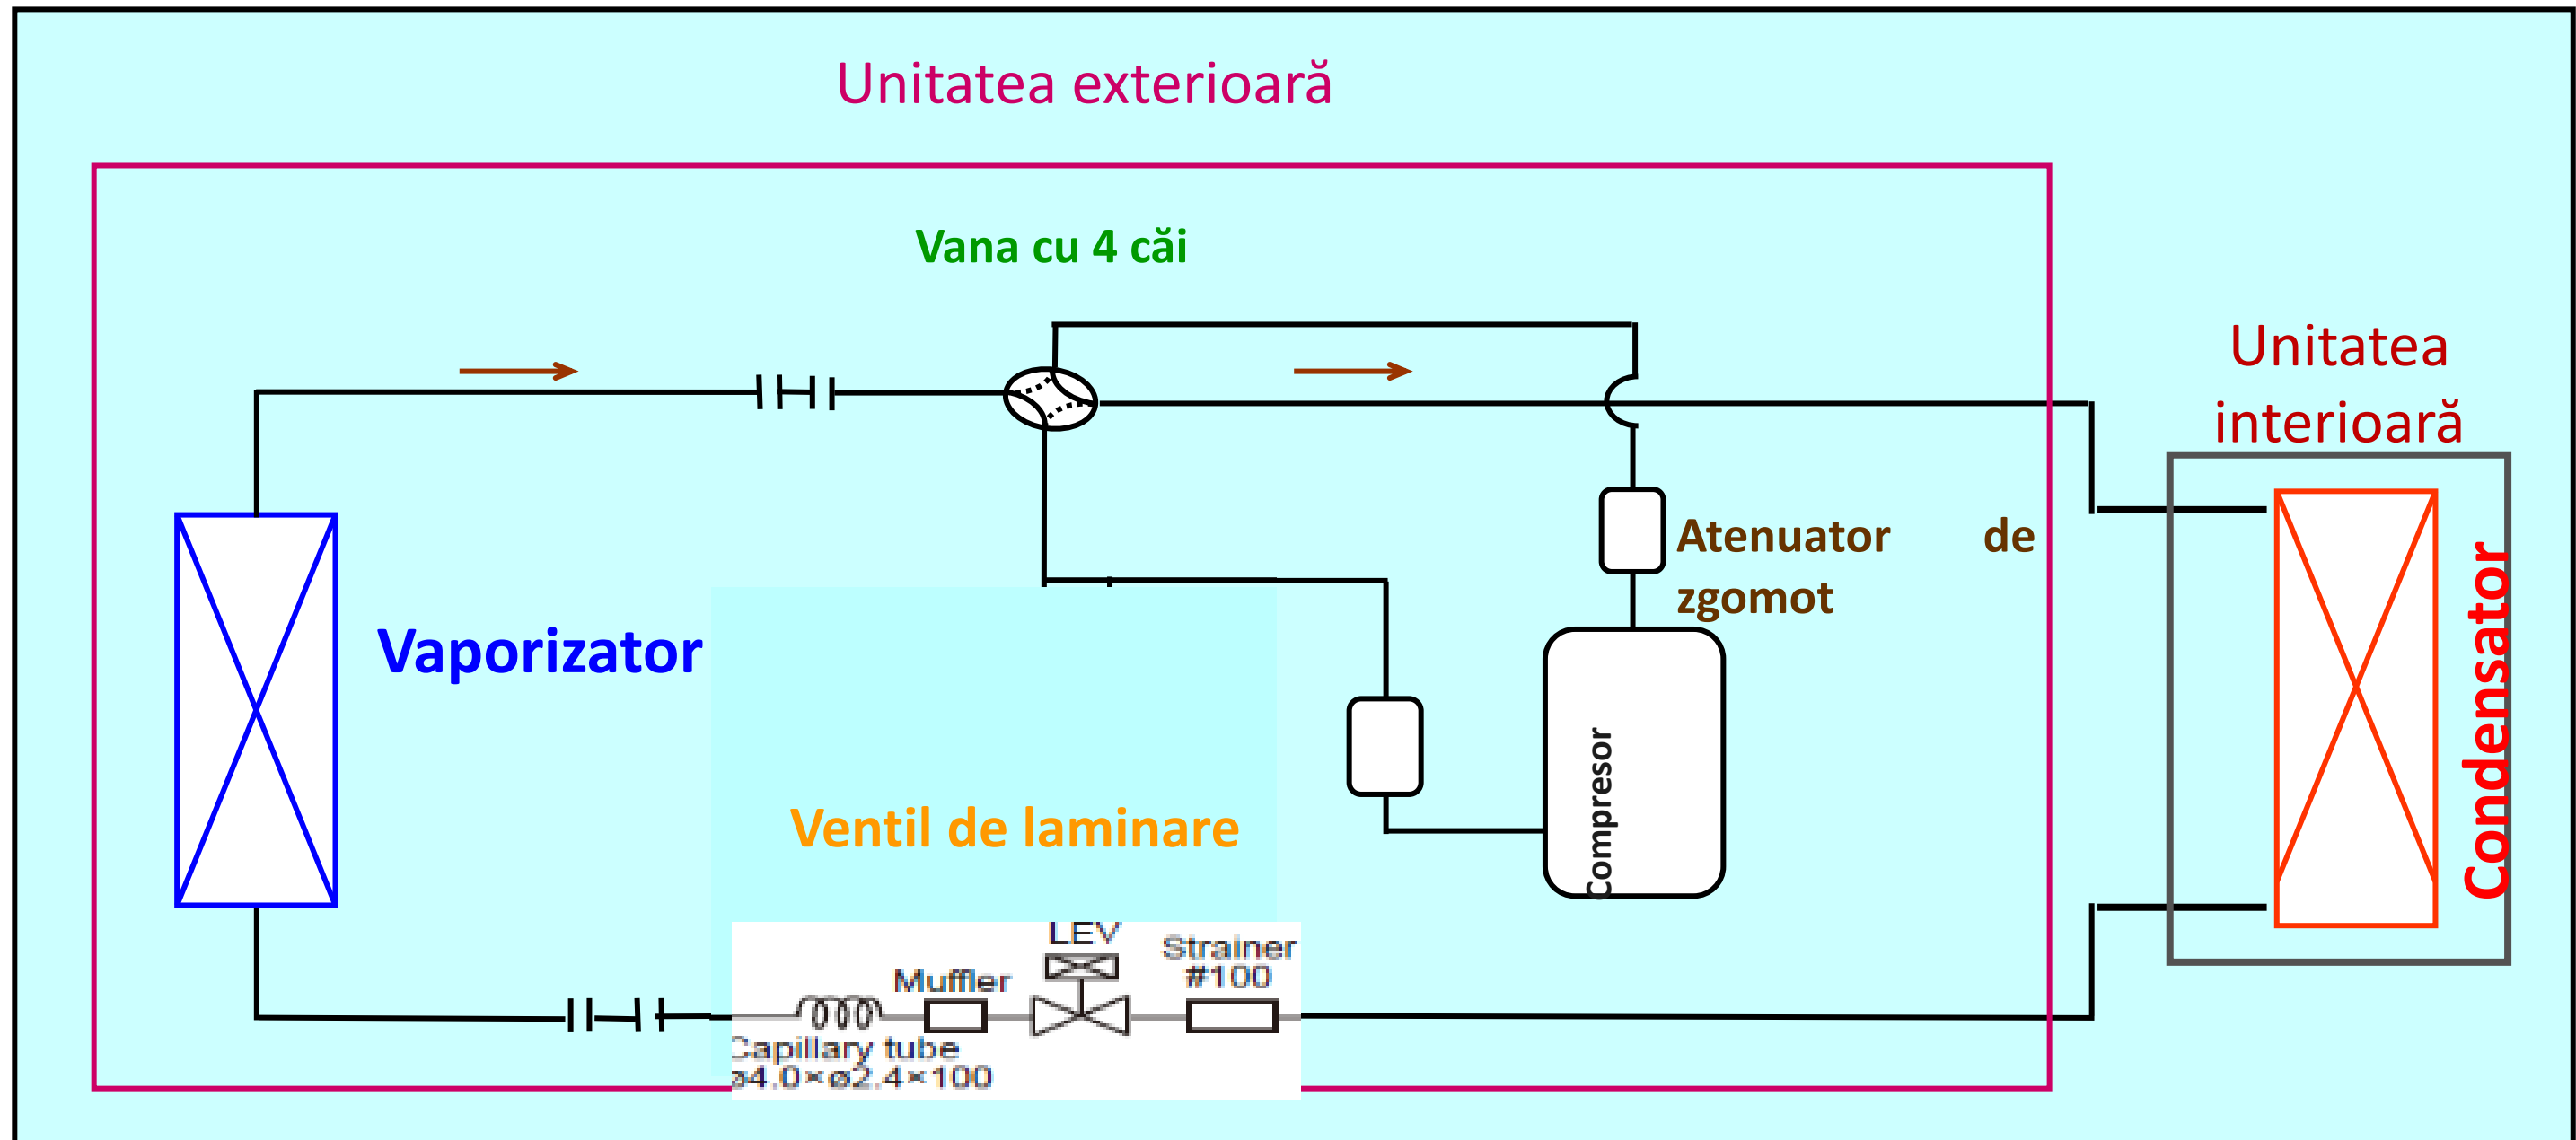 Unitatea exterioară
Vana cu 4 căi
Unitatea
interioară
Atenuator de
zgomot
Vaporizator
Compresor
Condensator
Ventil de laminare
LEV
Strainer
#100
Muffler
Capillary tube
ø4.0×ø2.4×100